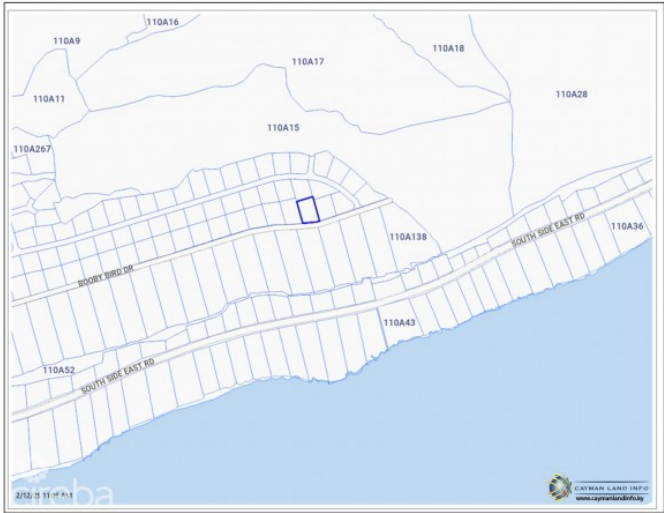 110A16
110A9
110A18
110A17
110A28
110A11
110A15
110A267
110A138
110A36
SOUTH SIDE EAST RD
BOOBY BIRD DR
110A43
110A52
SOUTH SIDE EAST RD
CAYMAN LAND INFO
www.caymanlandinfo.ky
cireba